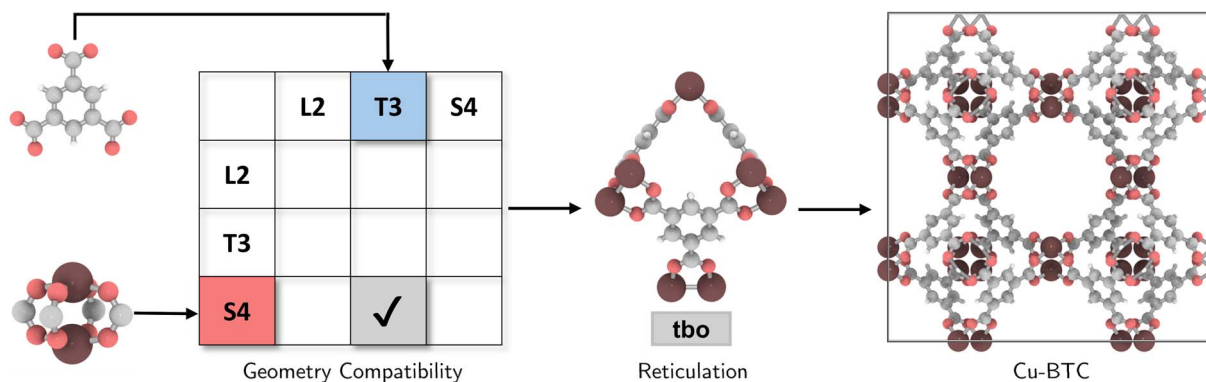 L2 T3 S4
L2
T3
S4 ✓
tbo
Geometry Compatibility Reticulation Cu-BTC